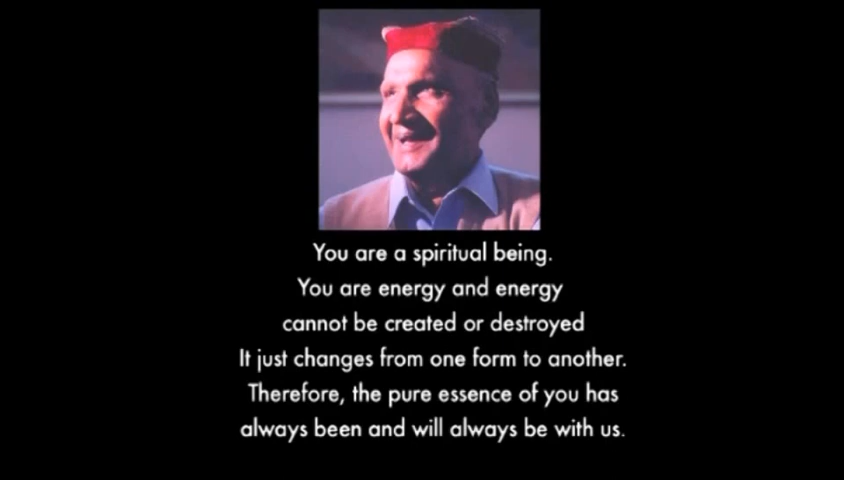 You are a spiritual being.
You are energy and energy
cannot be created or destroyed
It just changes from one form to another.
Therefore, the pure essence of you has
always been and will always be with us.